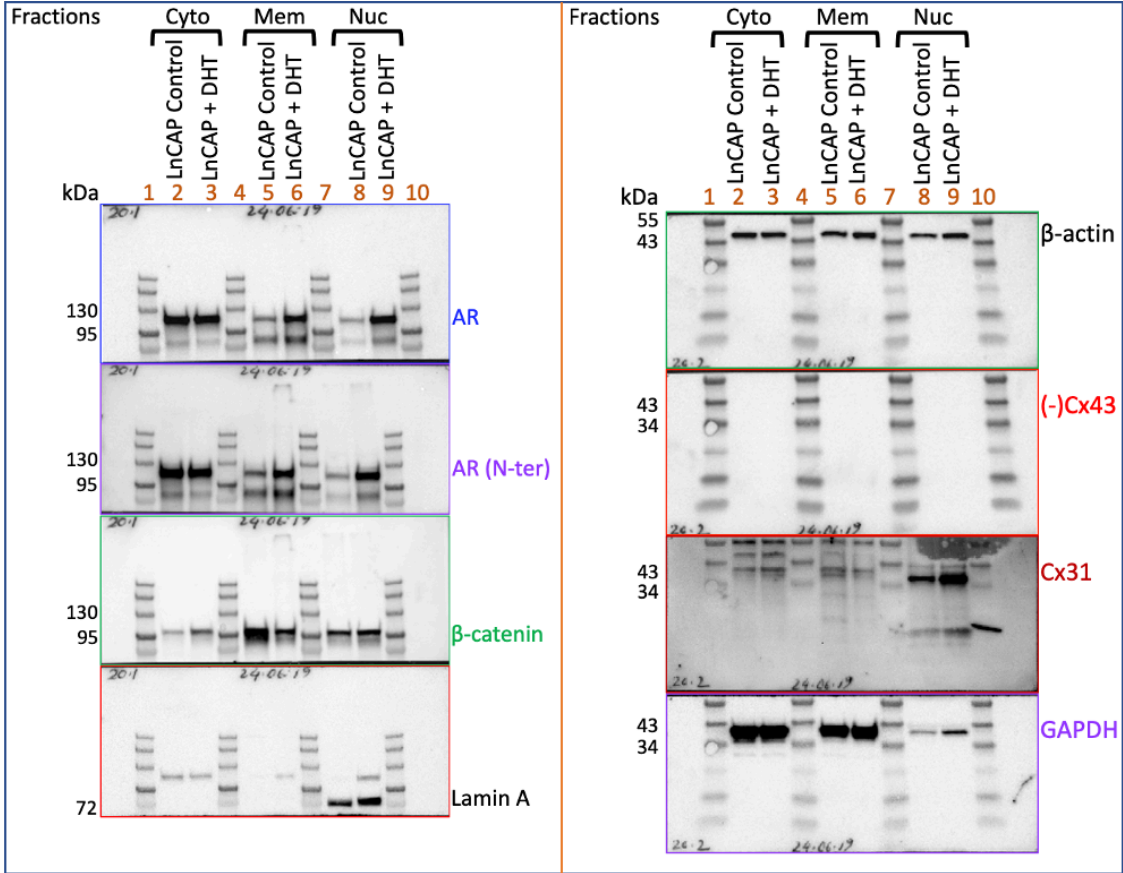 Fractions Cyto Mem Nuc
LnCAP Control
LnCAP + DHT
LnCAP Control
LnCAP + DHT
LnCAP Control
LnCAP + DHT
kDa 1 2 3 4 5 6 7 8 9 10
20.1 24.06.19
130
95
AR
20.1 24.06.19
130
95
AR (N-ter)
20.1 24.06.19
130
95
β-catenin
20.1 24.06.19
72
Lamin A
Fractions Cyto Mem Nuc
LnCAP Control
LnCAP + DHT
LnCAP Control
LnCAP + DHT
LnCAP Control
LnCAP + DHT
kDa 1 2 3 4 5 6 7 8 9 10
55
43
β-actin
20.2 24.06.19
43
34
(-)Cx43
20.2 24.06.19
43
34
Cx31
20.2 24.06.19
43
34
GAPDH
20.2 24.06.19